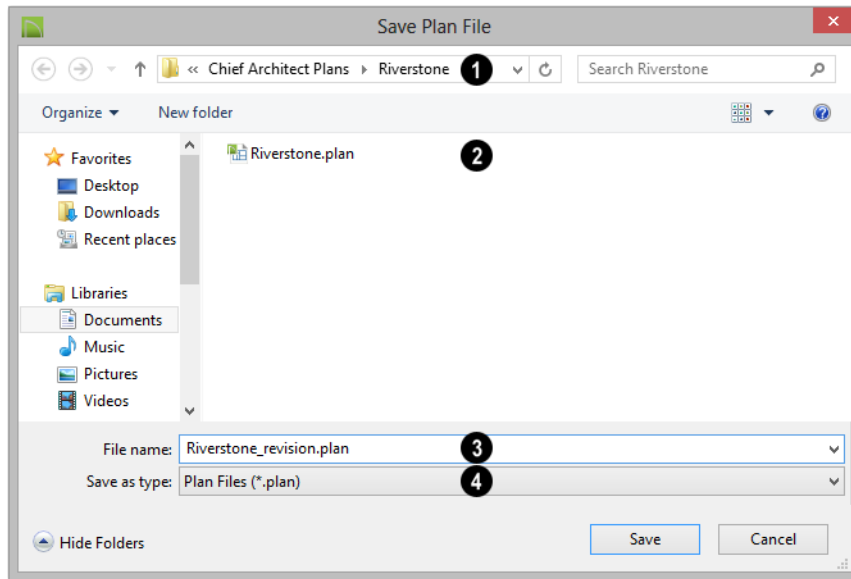 Save Plan File
« Chief Architect Plans Riverstone 1 Search Riverstone
Organize New folder
Favorites
Desktop
Downloads
Recent places
Libraries
Documents
Music
Pictures
Videos
Riverstone.plan 2
File name: Riverstone_revision.plan 3
Save as type: Plan Files (*.plan) 4
Hide Folders Save Cancel